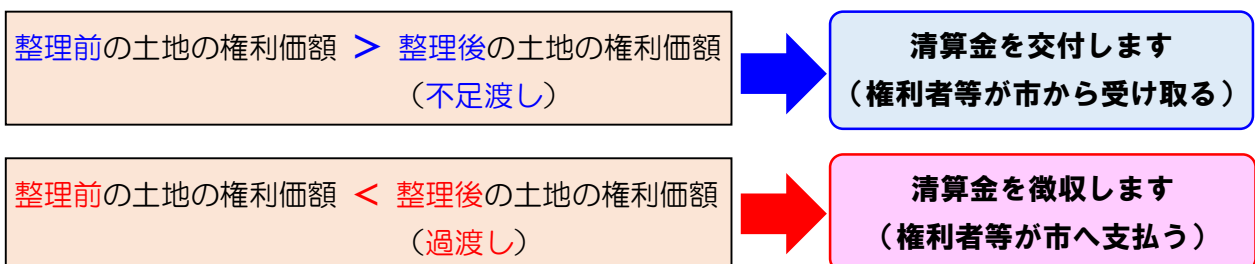 整理前の土地の権利価額 > 整理後の土地の権利価額
（不足渡し）
清算金を交付します
（権利者等が市から受け取る）
整理前の土地の権利価額 < 整理後の土地の権利価額
（過渡し）
清算金を徴収します
（権利者等が市へ支払う）